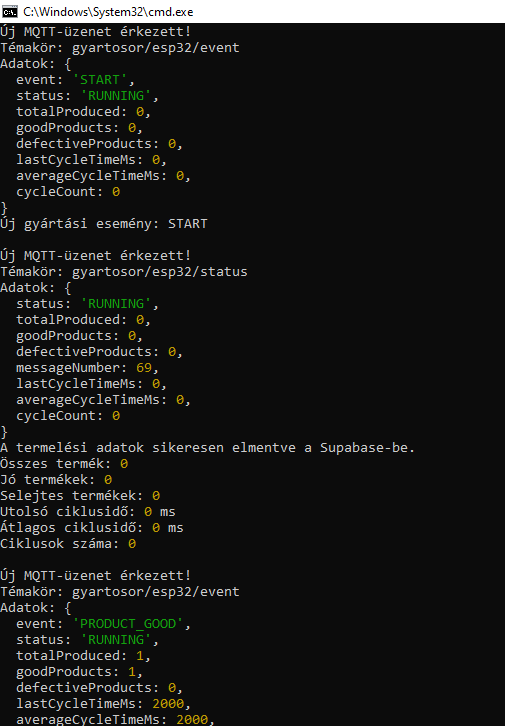 C:\Windows\System32\cmd.exe
Új MQTT-üzenet érkezett!
Témakör: gyartosor/esp32/event
Adatok: {
  event: 'START',
  status: 'RUNNING',
  totalProduced: 0,
  goodProducts: 0,
  defectiveProducts: 0,
  lastCycleTimeMs: 0,
  averageCycleTimeMs: 0,
  cycleCount: 0
}
Új gyártási esemény: START

Új MQTT-üzenet érkezett!
Témakör: gyartosor/esp32/status
Adatok: {
  status: 'RUNNING',
  totalProduced: 0,
  goodProducts: 0,
  defectiveProducts: 0,
  messageNumber: 69,
  lastCycleTimeMs: 0,
  averageCycleTimeMs: 0,
  cycleCount: 0
}
A termelési adatok sikeresen elmentve a Supabase-be.
Összes termék: 0
Jó termékek: 0
Selejtes termékek: 0
Utolsó ciklusidő: 0 ms
Átlagos ciklusidő: 0 ms
Ciklusok száma: 0

Új MQTT-üzenet érkezett!
Témakör: gyartosor/esp32/event
Adatok: {
  event: 'PRODUCT_GOOD',
  status: 'RUNNING',
  totalProduced: 1,
  goodProducts: 1,
  defectiveProducts: 0,
  lastCycleTimeMs: 2000,
  averageCycleTimeMs: 2000,